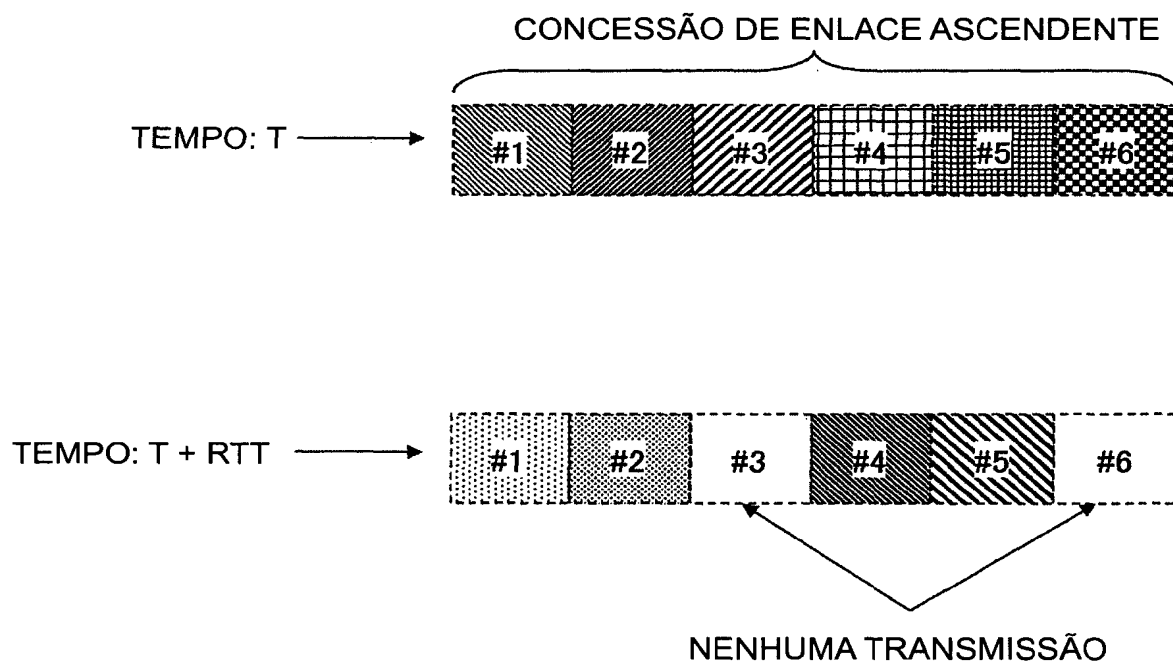 CONCESSÃO DE ENLACE ASCENDENTE
TEMPO: T
#1 #2 #3 #4 #5 #6
TEMPO: T + RTT
#1 #2 #3 #4 #5 #6
NENHUMA TRANSMISSÃO